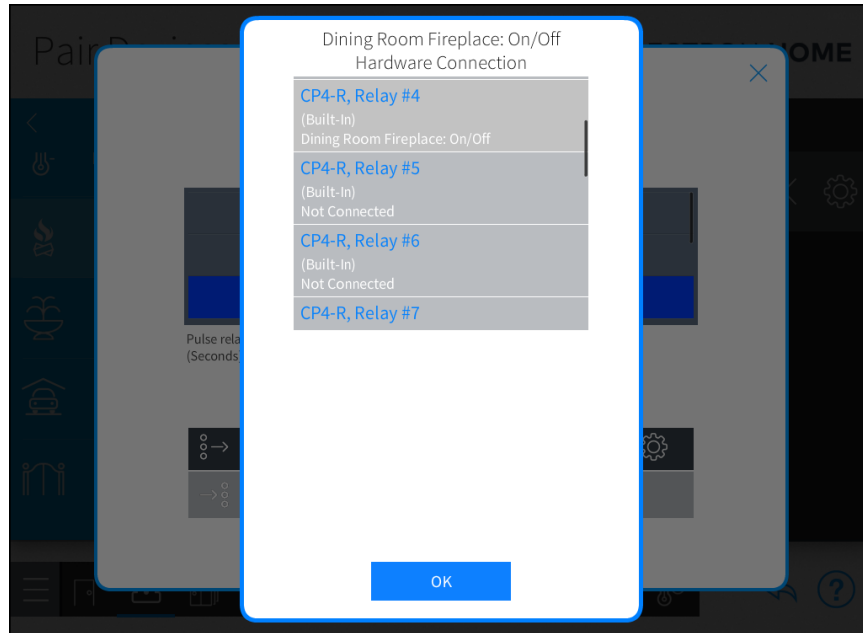 Pair
Dining Room Fireplace: On/Off
Hardware Connection
OME
CP4-R, Relay #4
(Built-In)
Dining Room Fireplace: On/Off
CP4-R, Relay #5
(Built-In)
Not Connected
CP4-R, Relay #6
(Built-In)
Not Connected
CP4-R, Relay #7
Pulse rela
(Seconds
OK
?